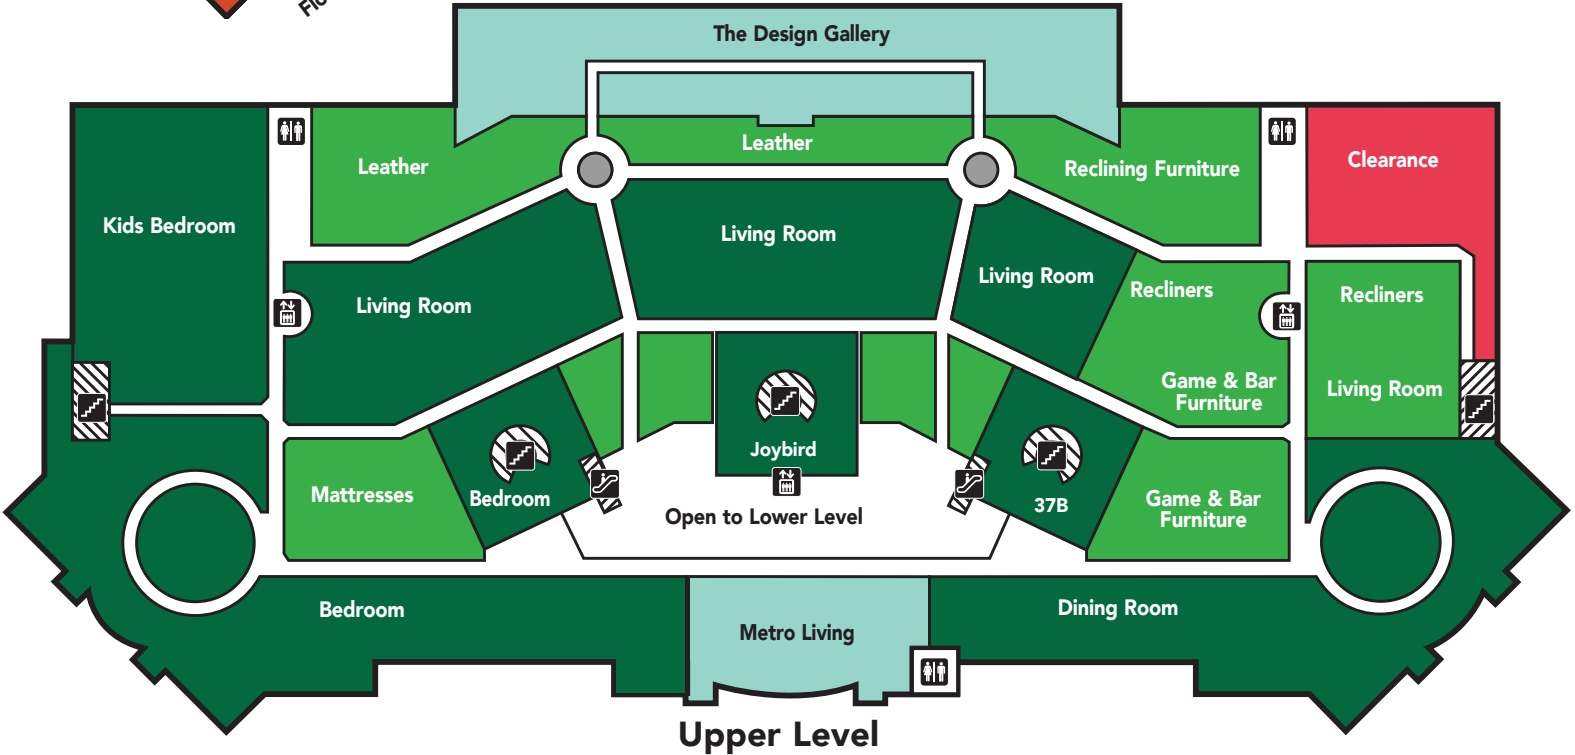 The Design Gallery
Leather
Leather
Reclining Furniture
Clearance
Kids Bedroom
Living Room
Living Room
Living Room
Recliners
Recliners
Game & Bar
Furniture
Living Room
Joybird
Mattresses
Bedroom
37B
Game & Bar
Furniture
Open to Lower Level
Bedroom
Metro Living
Dining Room
Upper Level